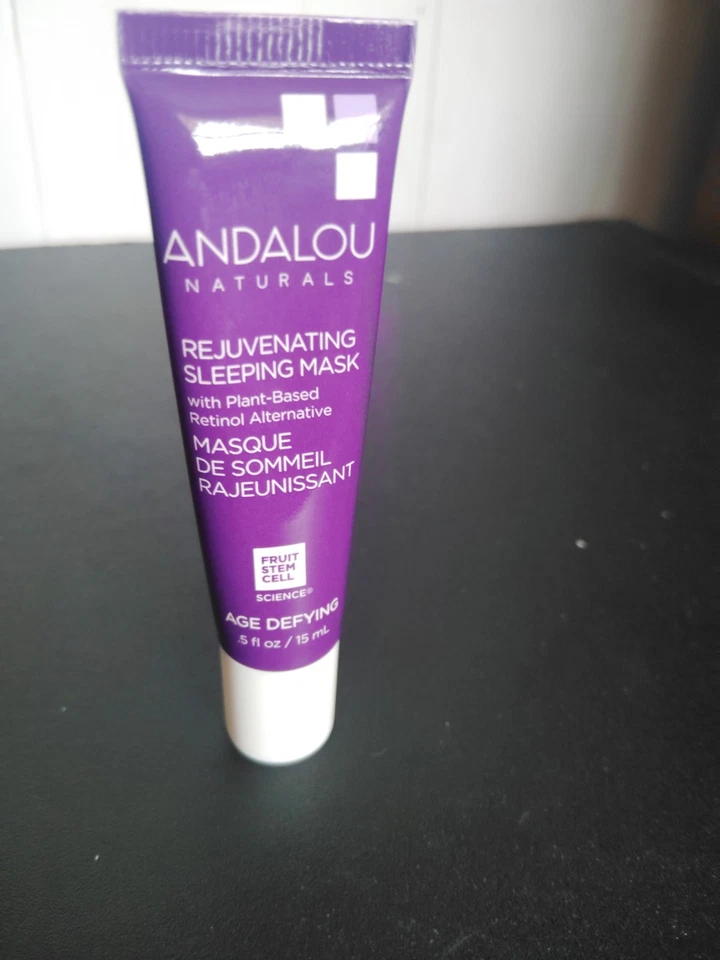 ANDALOU
NATURALS
REJUVENATING
SLEEPING MASK
with Plant-Based
Retinol Alternative
MASQUE
DE SOMMEIL
RAJEUNISSANT
FRUIT
STEM
CELL
SCIENCE®
AGE DEFYING
.5 fl oz / 15 mL